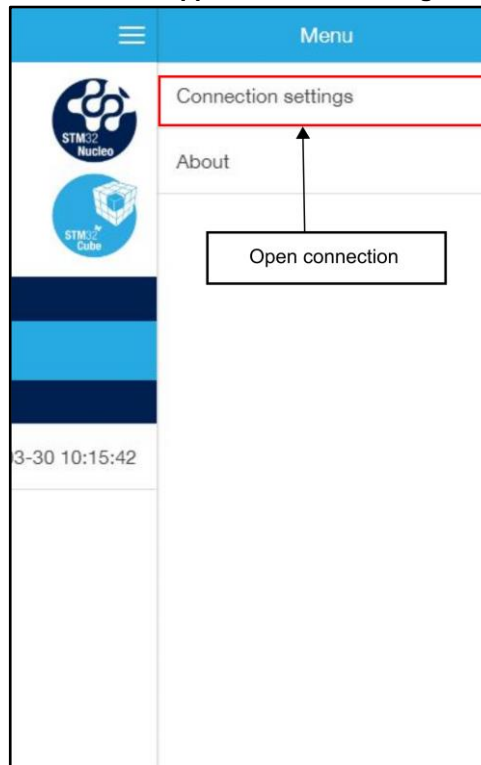 Menu
STM32
Nucleo
Connection settings
About
STM32
Cube
Open connection
3-30 10:15:42